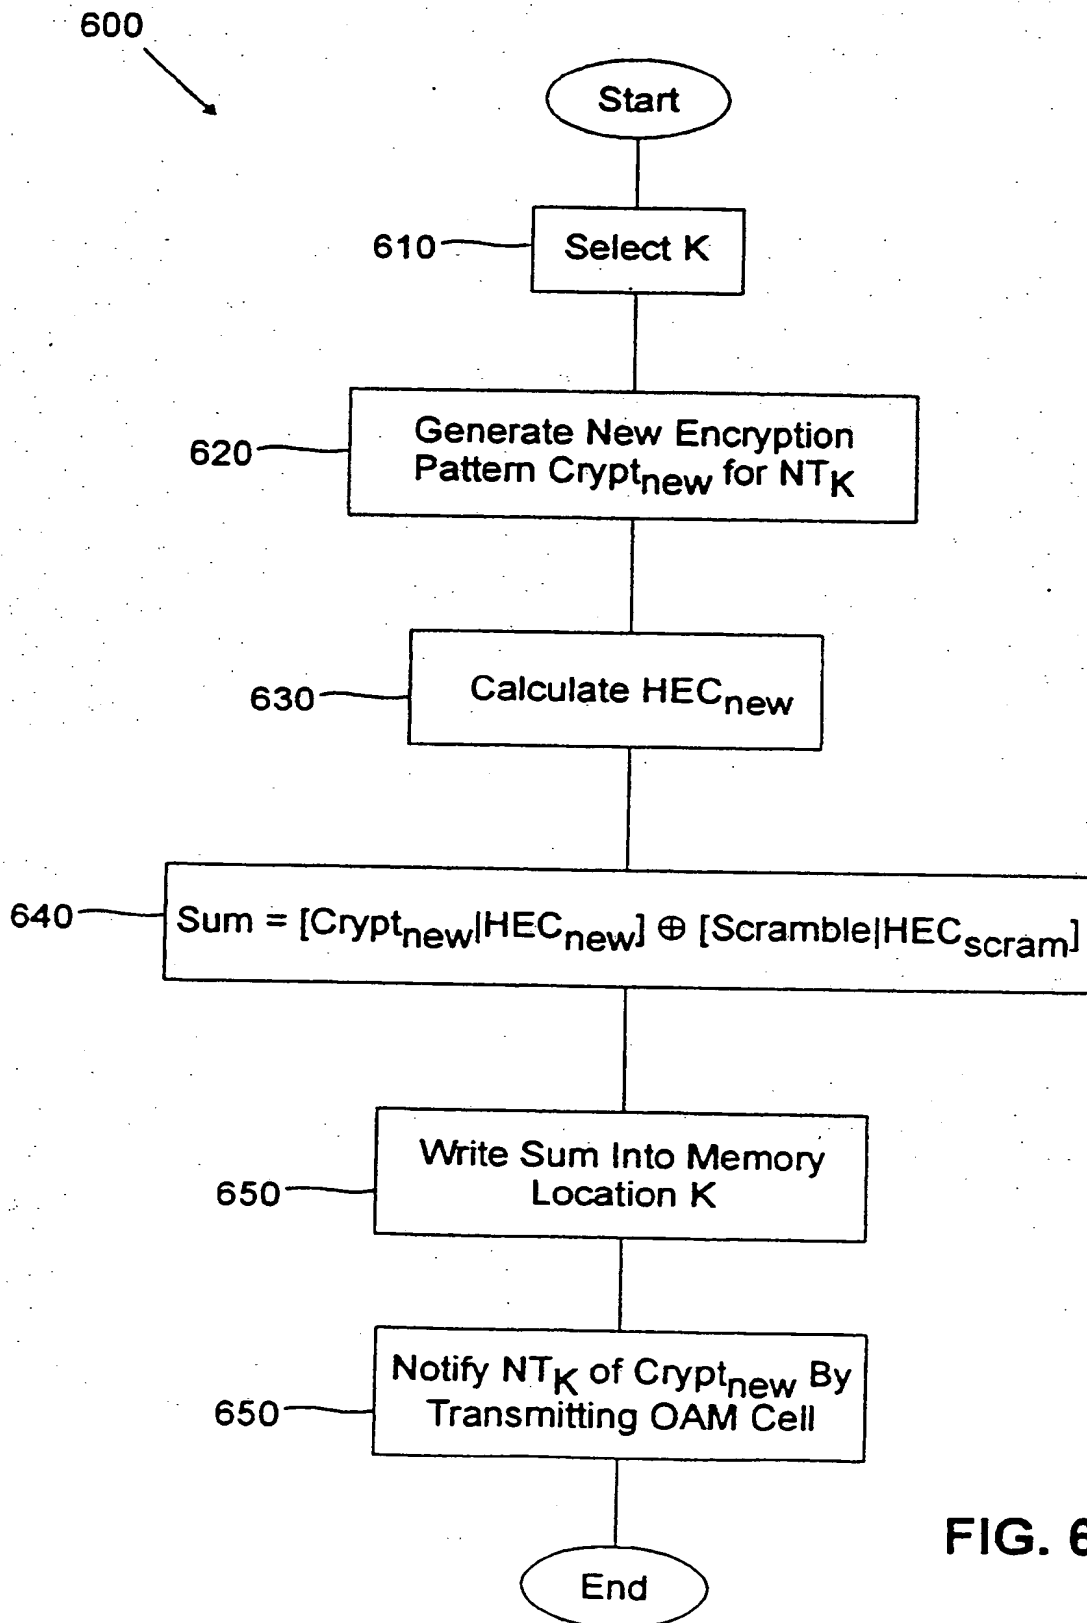 600
Start
610
Select K
620
Generate New Encryption
Pattern Cryptnew for NTK
630
Calculate HECnew
640
Sum = [Cryptnew|HECnew] ⊕ [Scramble|HECscram]
Write Sum Into Memory
650
Location K
Notify NTK of Cryptnew By
650
Transmitting OAM Cell
FIG. 6
End